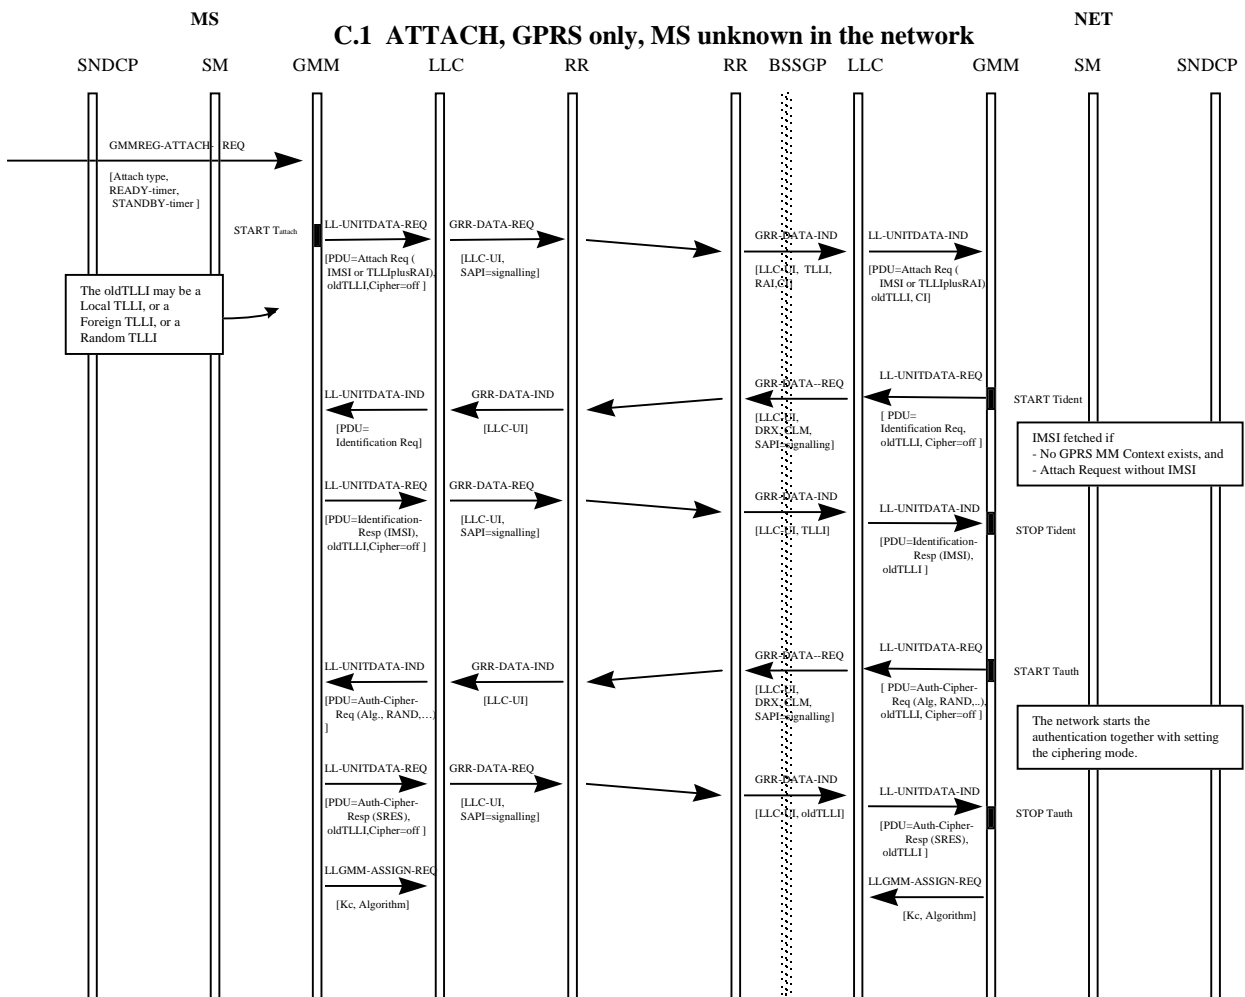 MS
NET
C.1 ATTACH, GPRS only, MS unknown in the network
SNDCP SM GMM LLC RR RR BSSGP LLC GMM SM SNDCP
GMMREG-ATTACH- REQ
[Attach type,
READY-timer,
STANDBY-timer ]
START Tattach
LL-UNITDATA-REQ
[PDU=Attach Req (
IMSI or TLLIplusRAI),
oldTLLI,Cipher=off ]
GRR-DATA-REQ
[LLC-UI,
SAPI=signalling]
GRR-DATA-IND
[LLC-UI, TLLI,
RAI,CI]
LL-UNITDATA-IND
[PDU=Attach Req (
IMSI or TLLIplusRAI)
oldTLLI, CI]
The oldTLLI may be a
Local TLLI, or a
Foreign TLLI, or a
Random TLLI
LL-UNITDATA-IND
[PDU=
Identification Req]
GRR-DATA-IND
[LLC-UI]
GRR-DATA--REQ
[LLC-UI,
DRX, CLM,
SAPI=signalling]
LL-UNITDATA-REQ
[ PDU=
Identification Req,
oldTLLI, Cipher=off ]
START Tident
IMSI fetched if
- No GPRS MM Context exists, and
- Attach Request without IMSI
LL-UNITDATA-REQ
[PDU=Identification-
Resp (IMSI),
oldTLLI,Cipher=off ]
GRR-DATA-REQ
[LLC-UI,
SAPI=signalling]
GRR-DATA-IND
[LLC-UI, TLLI]
LL-UNITDATA-IND
[PDU=Identification-
Resp (IMSI),
oldTLLI ]
STOP Tident
LL-UNITDATA-IND
[PDU=Auth-Cipher-
Req (Alg., RAND,…)
]
GRR-DATA-IND
[LLC-UI]
GRR-DATA--REQ
[LLC-UI,
DRX, CLM,
SAPI=signalling]
LL-UNITDATA-REQ
[ PDU=Auth-Cipher-
Req (Alg, RAND,..),
oldTLLI, Cipher=off ]
START Tauth
The network starts the
authentication together with setting
the ciphering mode.
LL-UNITDATA-REQ
[PDU=Auth-Cipher-
Resp (SRES),
oldTLLI,Cipher=off ]
GRR-DATA-REQ
[LLC-UI,
SAPI=signalling]
GRR-DATA-IND
[LLC-UI, oldTLLI]
LL-UNITDATA-IND
[PDU=Auth-Cipher-
Resp (SRES),
oldTLLI ]
STOP Tauth
LLGMM-ASSIGN-REQ
[Kc, Algorithm]
LLGMM-ASSIGN-REQ
[Kc, Algorithm]